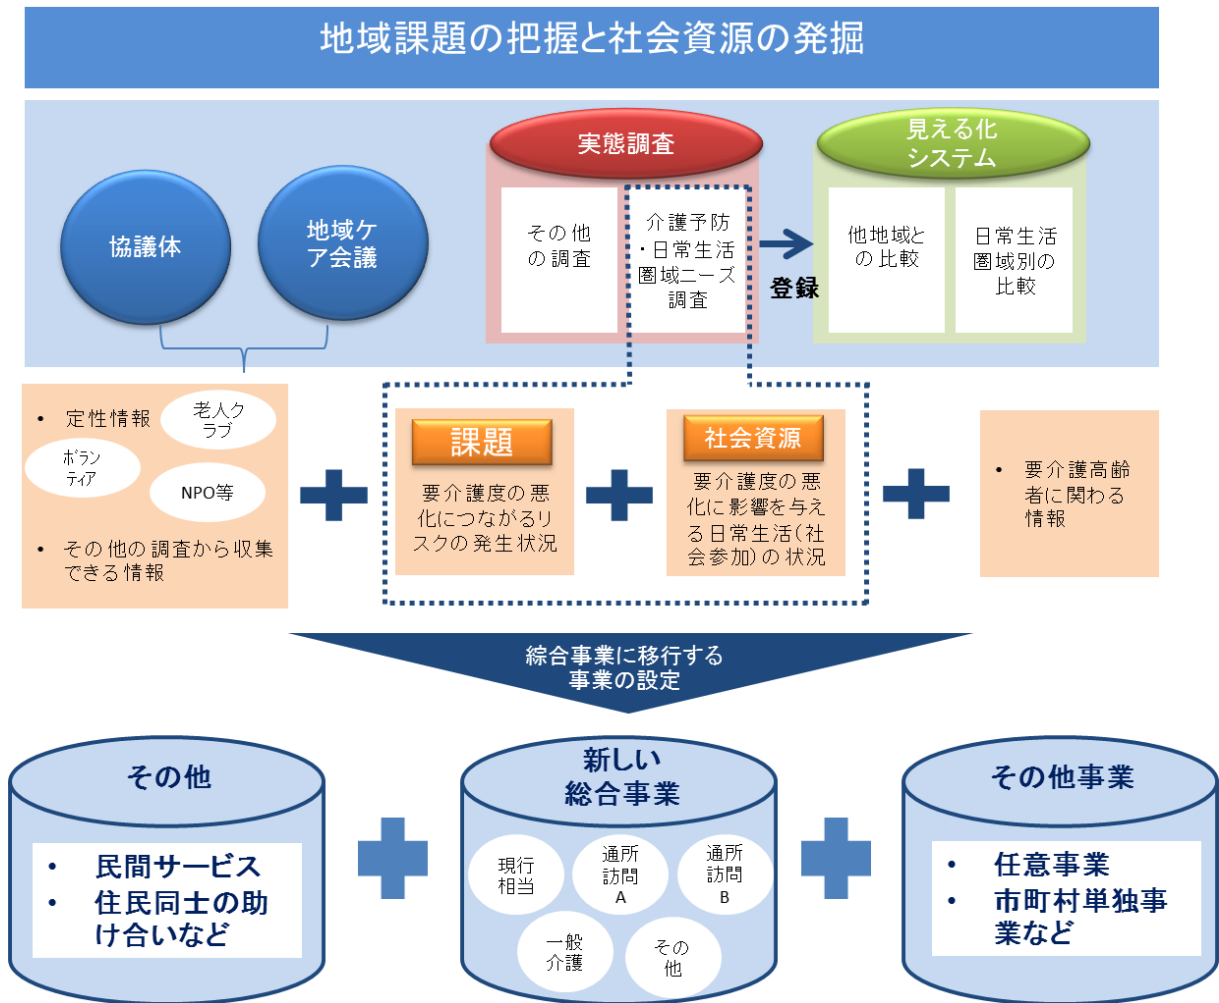 地域課題の把握と社会資源の発掘
協議体
地域ケ
ア会議
実態調査
その他
の調査
介護予防
・日常生活
圏域ニーズ
調査
登録
見える化
システム
他地域と
の比較
日常生活
圏域別の
比較
• 定性情報
老人ク
ラブ
ボラン
ティア
NPO等
• その他の調査から収集
できる情報
課題
要介護度の悪
化につながるリ
スクの発生状況
社会資源
要介護度の悪
化に影響を与え
る日常生活(社
会参加)の状況
• 要介護高齢
者に関わる
情報
綜合事業に移行する
事業の設定
その他
• 民間サービス
• 住民同士の助
け合いなど
新しい
総合事業
現行
相当
通所
訪問
A
通所
訪問
B
一般
介護
その
他
その他事業
• 任意事業
• 市町村単独事
業など